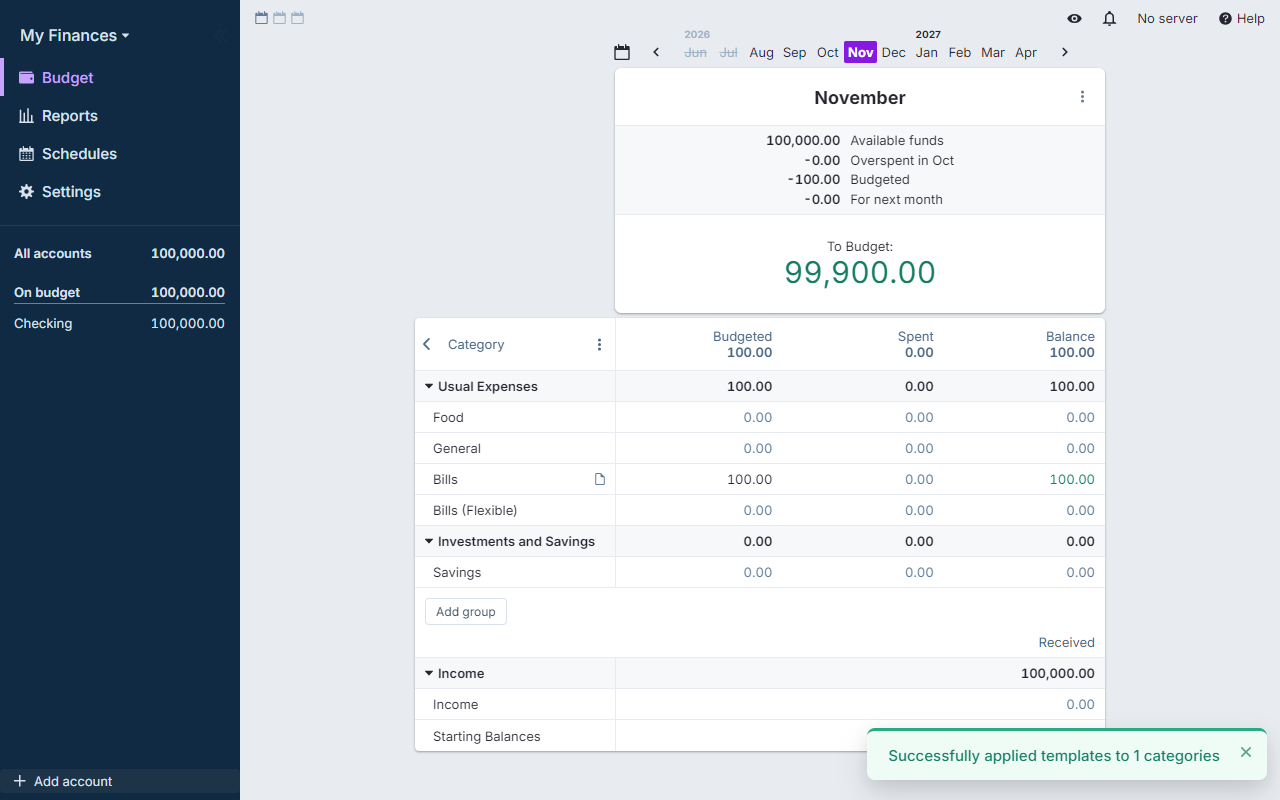 My Finances
Budget
Reports
Schedules
Settings
All accounts 100,000.00
On budget 100,000.00
Checking 100,000.00
Add account
No server
Help
2026 2027
Jun Jul Aug Sep Oct Nov Dec Jan Feb Mar Apr
November
100,000.00 Available funds
-0.00 Overspent in Oct
-100.00 Budgeted
-0.00 For next month
To Budget:
99,900.00
Category Budgeted Spent Balance
100.00 0.00 100.00
Usual Expenses 100.00 0.00 100.00
Food 0.00 0.00 0.00
General 0.00 0.00 0.00
Bills 100.00 0.00 100.00
Bills (Flexible) 0.00 0.00 0.00
Investments and Savings 0.00 0.00 0.00
Savings 0.00 0.00 0.00
Add group
Received
Income 100,000.00
Income 0.00
Starting Balances
Successfully applied templates to 1 categories